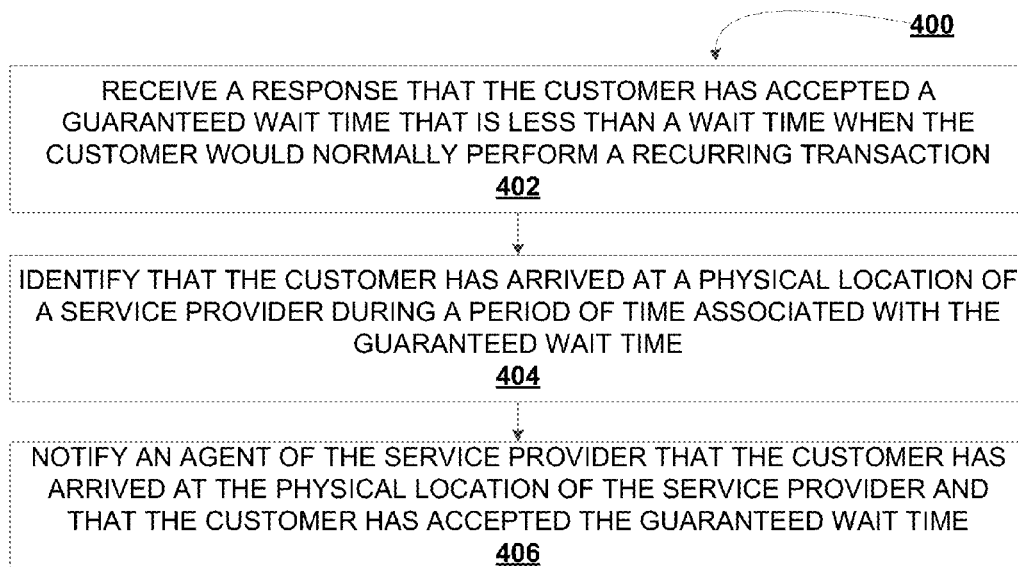 400
RECEIVE A RESPONSE THAT THE CUSTOMER HAS ACCEPTED A
GUARANTEED WAIT TIME THAT IS LESS THAN A WAIT TIME WHEN THE
CUSTOMER WOULD NORMALLY PERFORM A RECURRING TRANSACTION
402
IDENTIFY THAT THE CUSTOMER HAS ARRIVED AT A PHYSICAL LOCATION OF
A SERVICE PROVIDER DURING A PERIOD OF TIME ASSOCIATED WITH THE
GUARANTEED WAIT TIME
404
NOTIFY AN AGENT OF THE SERVICE PROVIDER THAT THE CUSTOMER HAS
ARRIVED AT THE PHYSICAL LOCATION OF THE SERVICE PROVIDER AND
THAT THE CUSTOMER HAS ACCEPTED THE GUARANTEED WAIT TIME
406